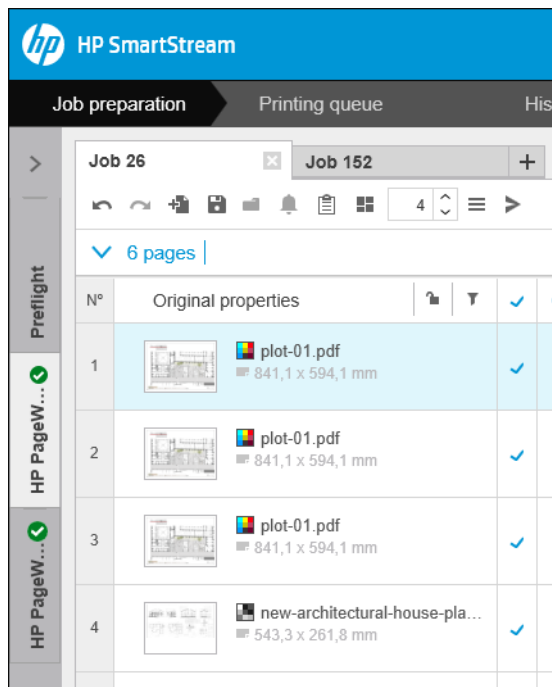 hp HP SmartStream
Job preparation Printing queue His
Job 26 Job 152 +
4
6 pages
Nº Original properties
1 plot-01.pdf
841,1 x 594,1 mm
2 plot-01.pdf
841,1 x 594,1 mm
3 plot-01.pdf
841,1 x 594,1 mm
4 new-architectural-house-pla...
543,3 x 261,8 mm
Preflight
HP PageW...
HP PageW...